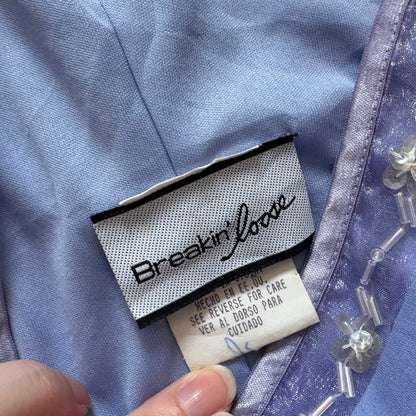 Breakin' loose
HECHO EN EE.UU.
SEE REVERSE FOR CARE
VER AL DORSO PARA
CUIDADO